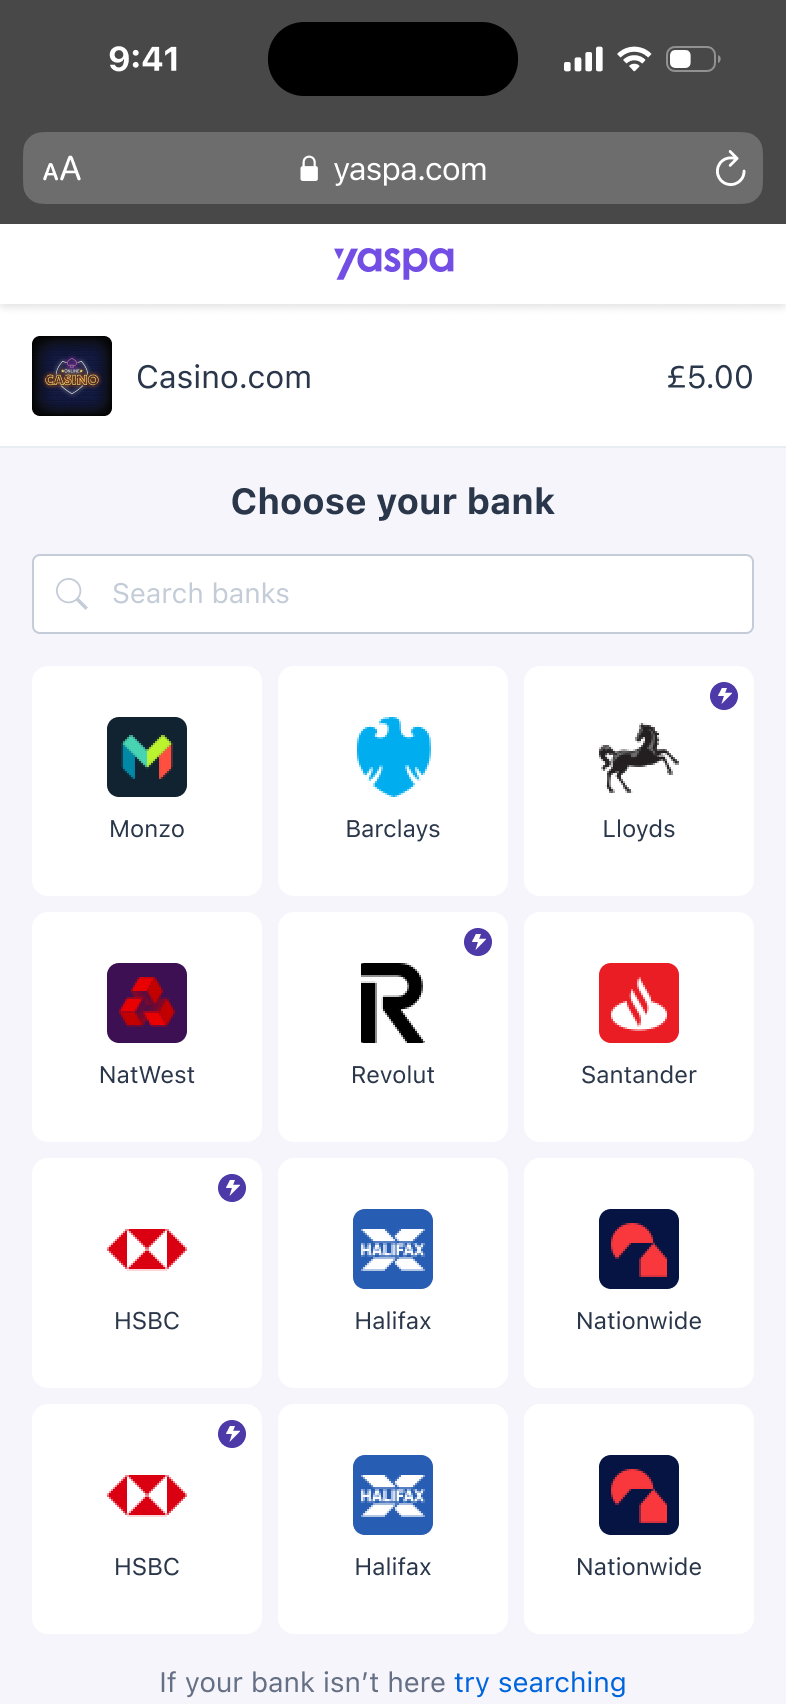 9:41
AA yaspa.com
yaspa
ONLINE
CASINO
Casino.com £5.00
Choose your bank
Search banks
Monzo Barclays Lloyds
NatWest Revolut Santander
HALIFAX
HSBC Halifax Nationwide
HALIFAX
HSBC Halifax Nationwide
If your bank isn't here try searching